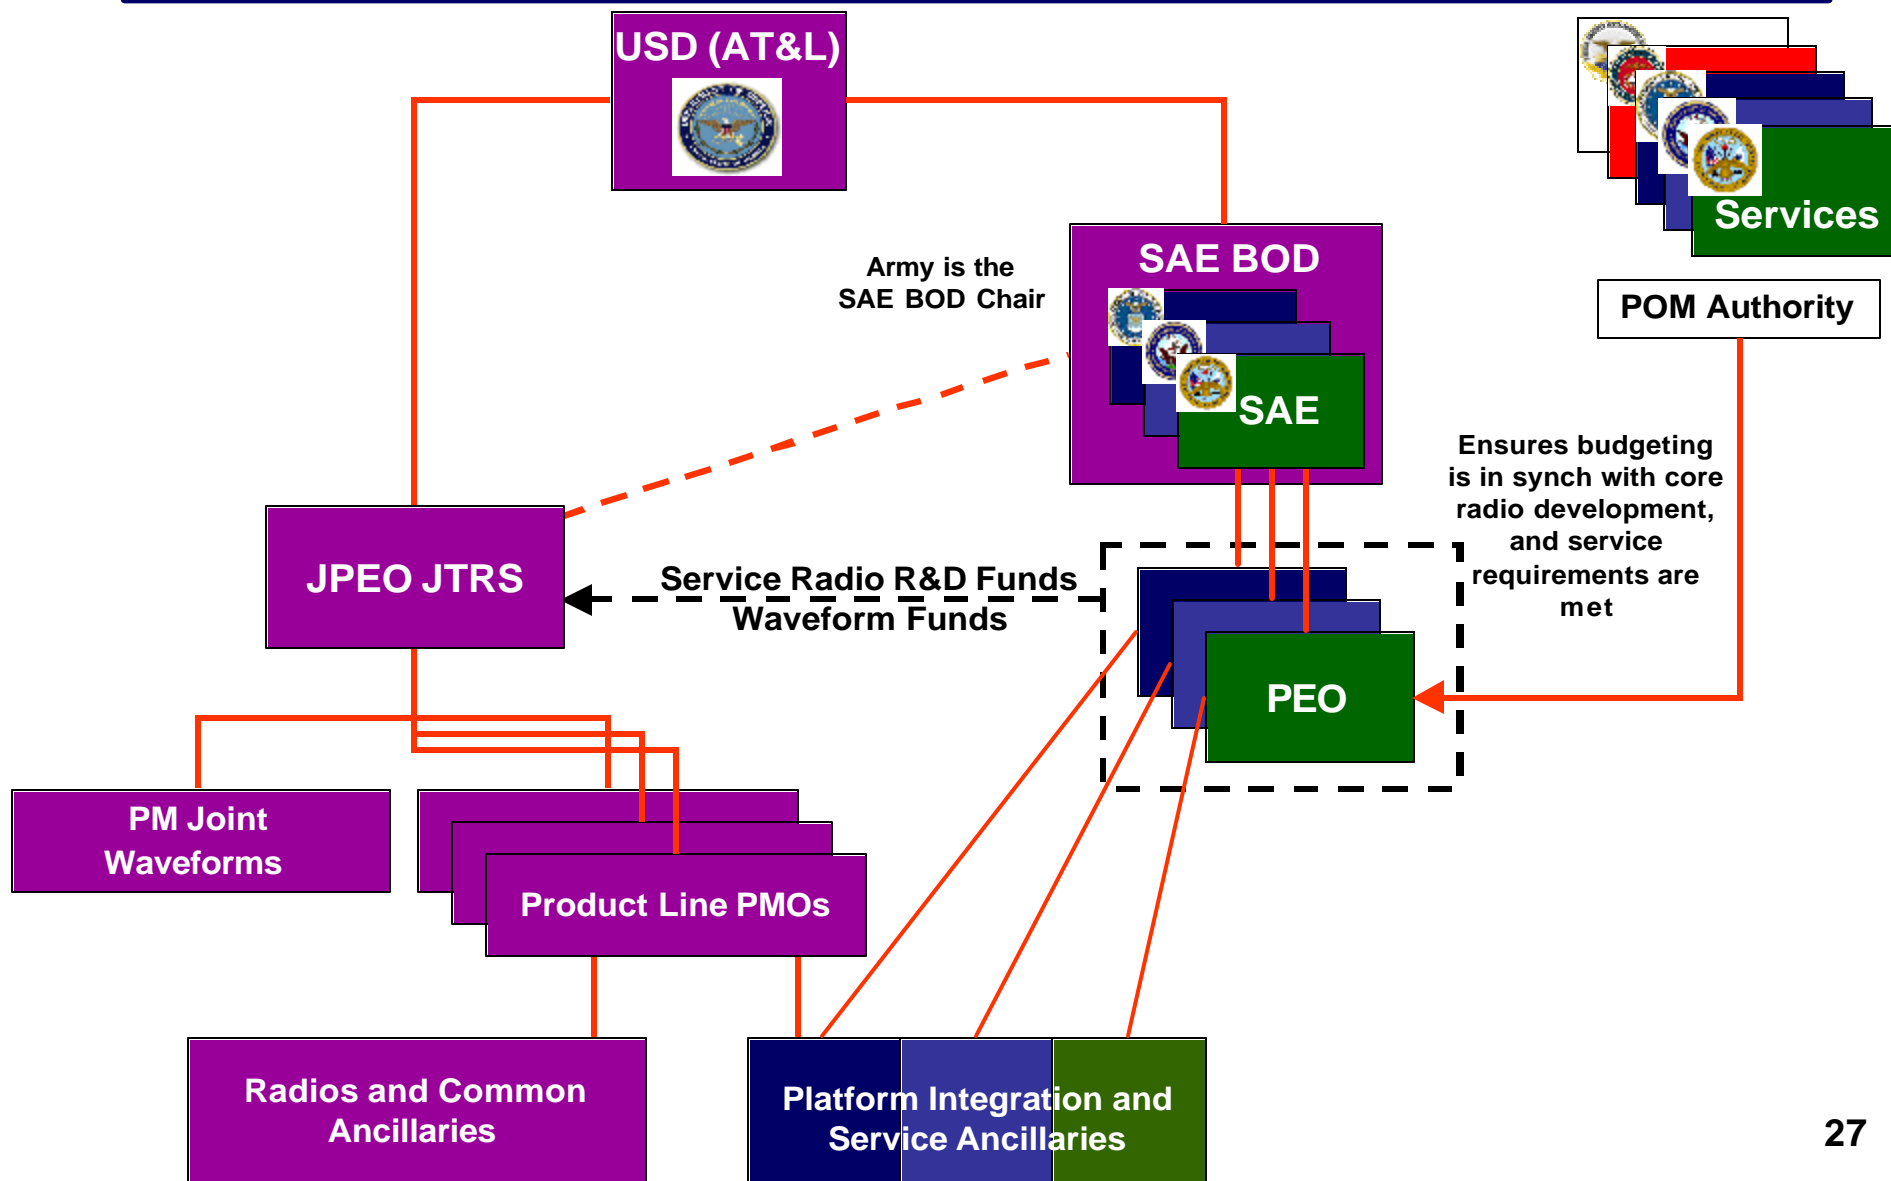 USD (AT&L)
Services
SAE BOD
Army is the
SAE BOD Chair
POM Authority
SAE
Ensures budgeting
is in synch with core
radio development,
and service
requirements are
met
JPEO JTRS
Service Radio R&D Funds
Waveform Funds
PEO
PM Joint
Waveforms
Product Line PMOs
Radios and Common
Ancillaries
Platform Integration and
Service Ancillaries
27